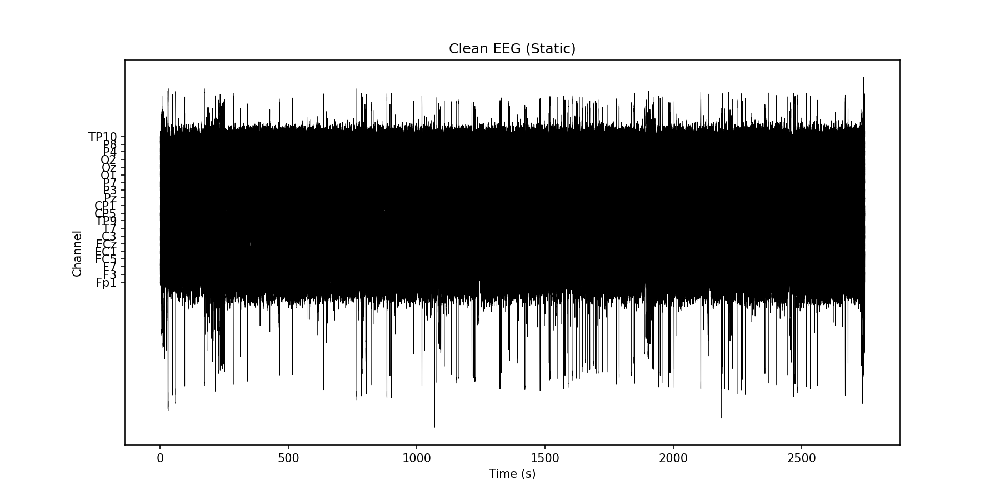 Clean EEG (Static)
TP10
P8
P4
O2
Oz
O1
P7
P3
Pz
CP1
CP5
TP9
T7
C3
FCz
FC1
FC5
F7
F3
Fp1
Channel
0 500 1000 1500 2000 2500
Time (s)